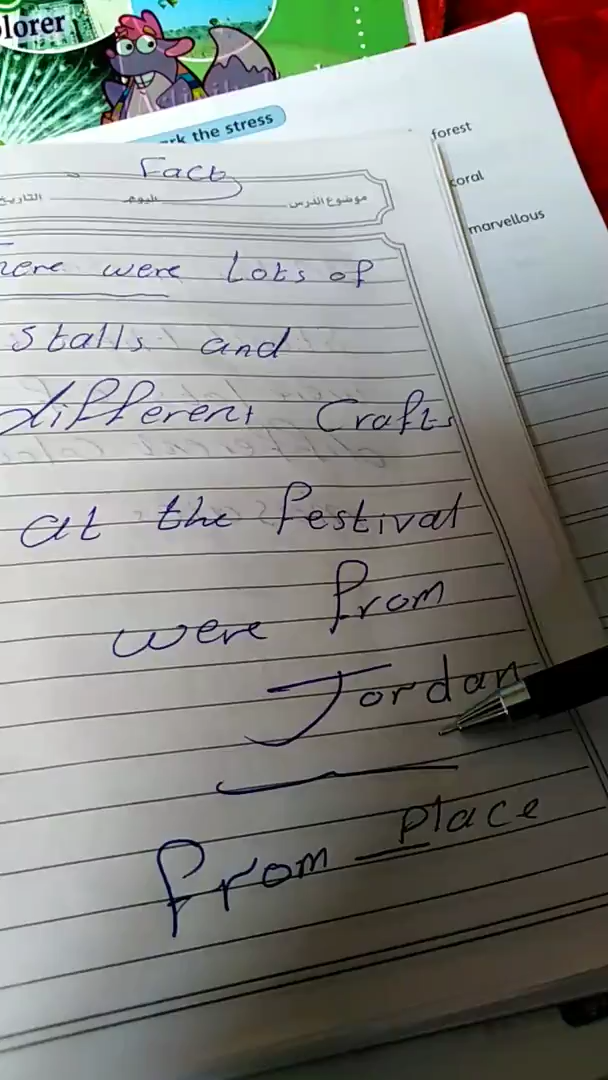 lorer
rk the stress
forest
coral
marvellous
Fact
موضوع الدرس اليوم التاريخ
here were Lots of
stalls and
different Crafts
at the festival
were from
Jordan
from place